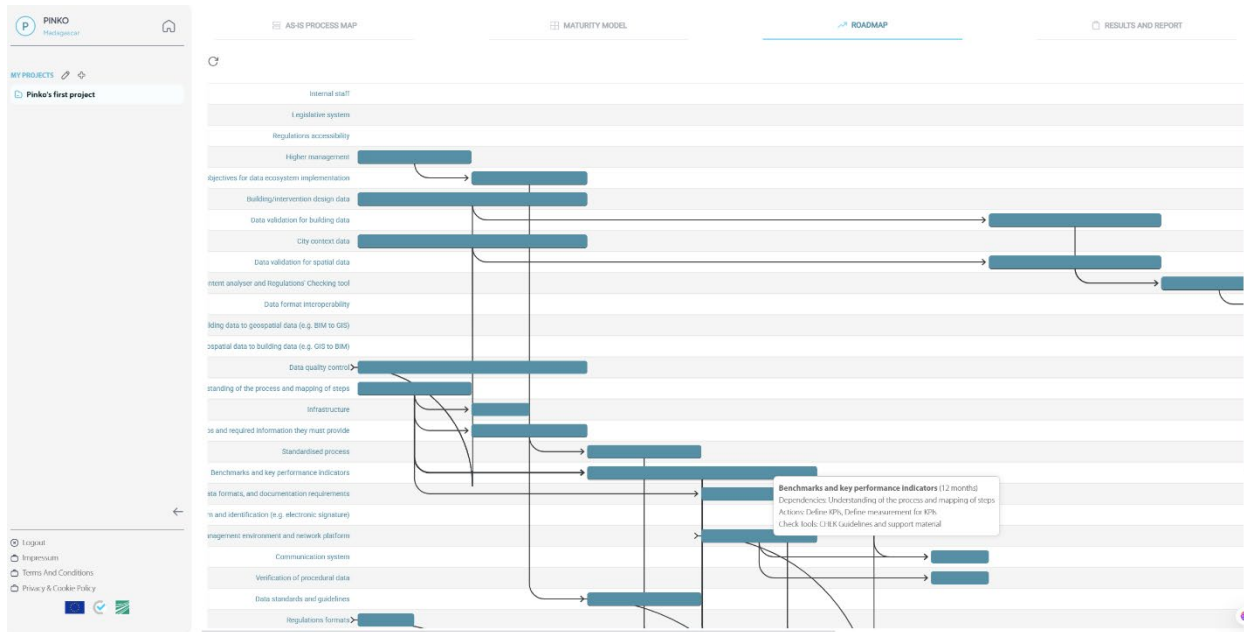 PINKO
Madagascar
AS-IS PROCESS MAP
MATURITY MODEL
ROADMAP
RESULTS AND REPORT
MY PROJECTS
Pinko's first project
Internal staff
Legislative system
Regulations accessibility
Higher management
objectives for data ecosystem implementation
Building/intervention design data
Data validation for building data
City context data
Data validation for spatial data
ntent analyser and Regulations' Checking tool
Data format interoperability
ilding data to geospatial data (e.g. BIM to GIS)
ospatial data to building data (e.g. GIS to BIM)
Data quality control
standing of the process and mapping of steps
Infrastructure
os and required information they must provide
Standardised process
Benchmarks and key performance indicators
ata formats, and documentation requirements
m and identification (e.g. electronic signature)
nagement environment and network platform
Communication system
Verification of procedural data
Data standards and guidelines
Regulations formats
Benchmarks and key performance indicators (12 months)
Dependencies: Understanding of the process and mapping of steps
Actions: Define KPIs, Define measurement for KPIs
Check Tools: CHEK Guidelines and support material
Logout
Impressum
Terms And Conditions
Privacy & Cookie Policy